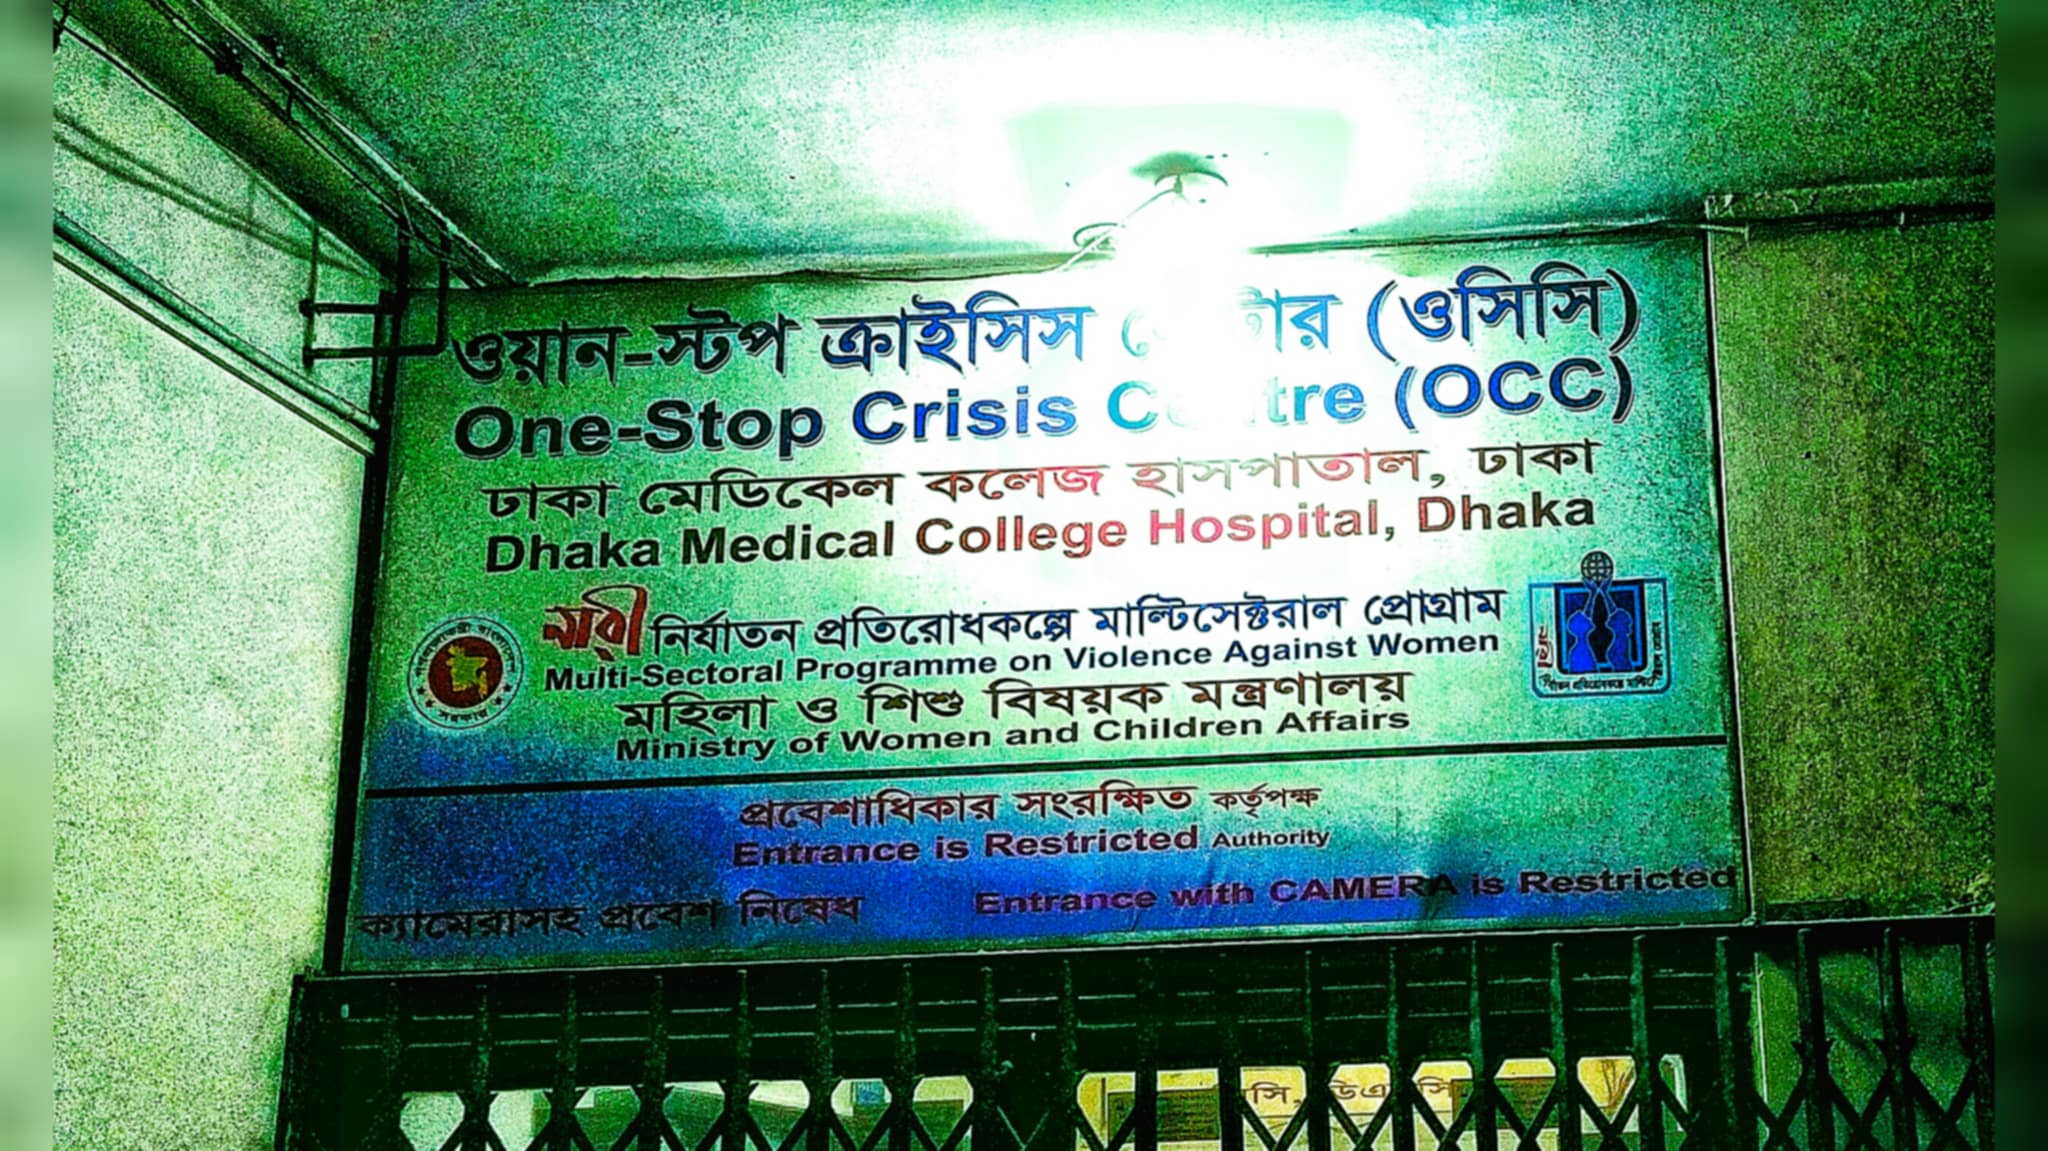 ওয়ান-স্টপ ক্রাইসিস (ওসিসি)
One-Stop Crisis Centre (OCC)
ঢাকা মেডিকেল কলেজ হাসপাতাল, ঢাকা
Dhaka Medical College Hospital, Dhaka
নারী নির্যাতন প্রতিরোধকল্পে মাল্টিসেক্টরাল প্রোগ্রাম
Multi-Sectoral Programme on Violence Against Women
মহিলা ও শিশু বিষয়ক মন্ত্রণালয়
Ministry of Women and Children Affairs
প্রবেশাধিকার সংরক্ষিত কর্তৃপক্ষ
Entrance is Restricted Authority
ক্যামেরাসহ প্রবেশ নিষেধ Entrance with CAMERA is Restricted